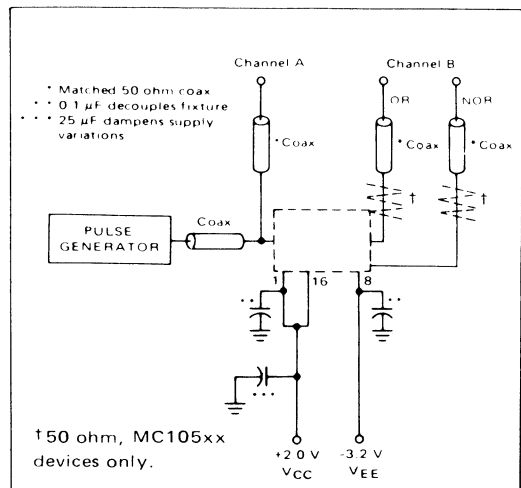 Channel A
Channel B
* Matched 50 ohm coax
* * 0.1 µF decouples fixture
* * * 25 µF dampens supply
variations
OR
NOR
*Coax
*Coax
*Coax
†
†
Coax
PULSE
GENERATOR
1
16
8
* *
* *
* * *
†50 ohm, MC105xx
devices only.
+2.0 V
VCC
-3.2 V
VEE